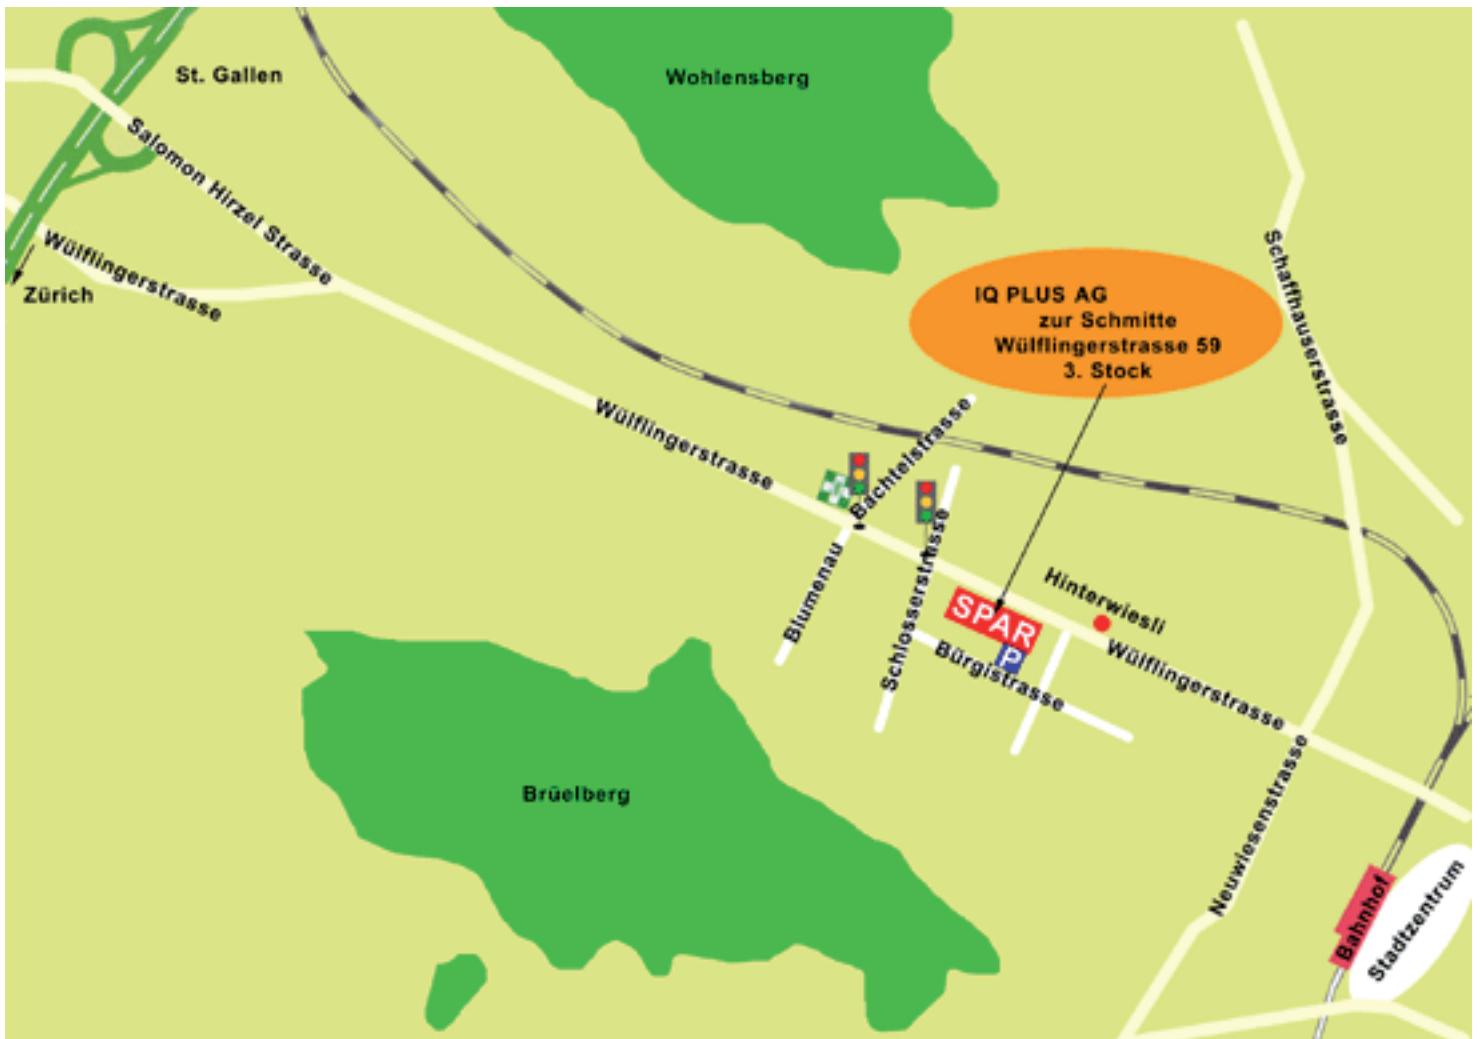 St. Gallen
Wohlensberg
Salomon Hirzel Strasse
Wülflingerstrasse
Zürich
Schaffhauserstrasse
IQ PLUS AG
zur Schmitte
Wülflingerstrasse 59
3. Stock
Wülflingerstrasse
Bachtelstrasse
Blumenau
Schlosserstrasse
Hinterwiesli
SPAR
P
Bürgistrasse
Wülflingerstrasse
Brüelberg
Neuwiesenstrasse
Bahnhof
Stadtzentrum